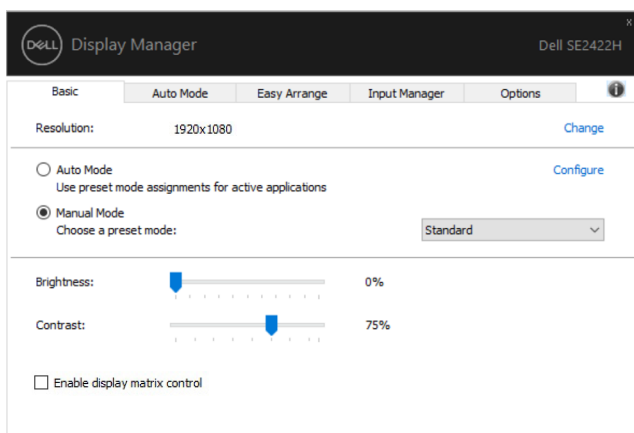 x
DELL Display Manager Dell SE2422H
Basic Auto Mode Easy Arrange Input Manager Options i
Resolution: 1920x1080 Change
Auto Mode Configure
Use preset mode assignments for active applications
Manual Mode
Choose a preset mode: Standard
Brightness: 0%
Contrast: 75%
Enable display matrix control